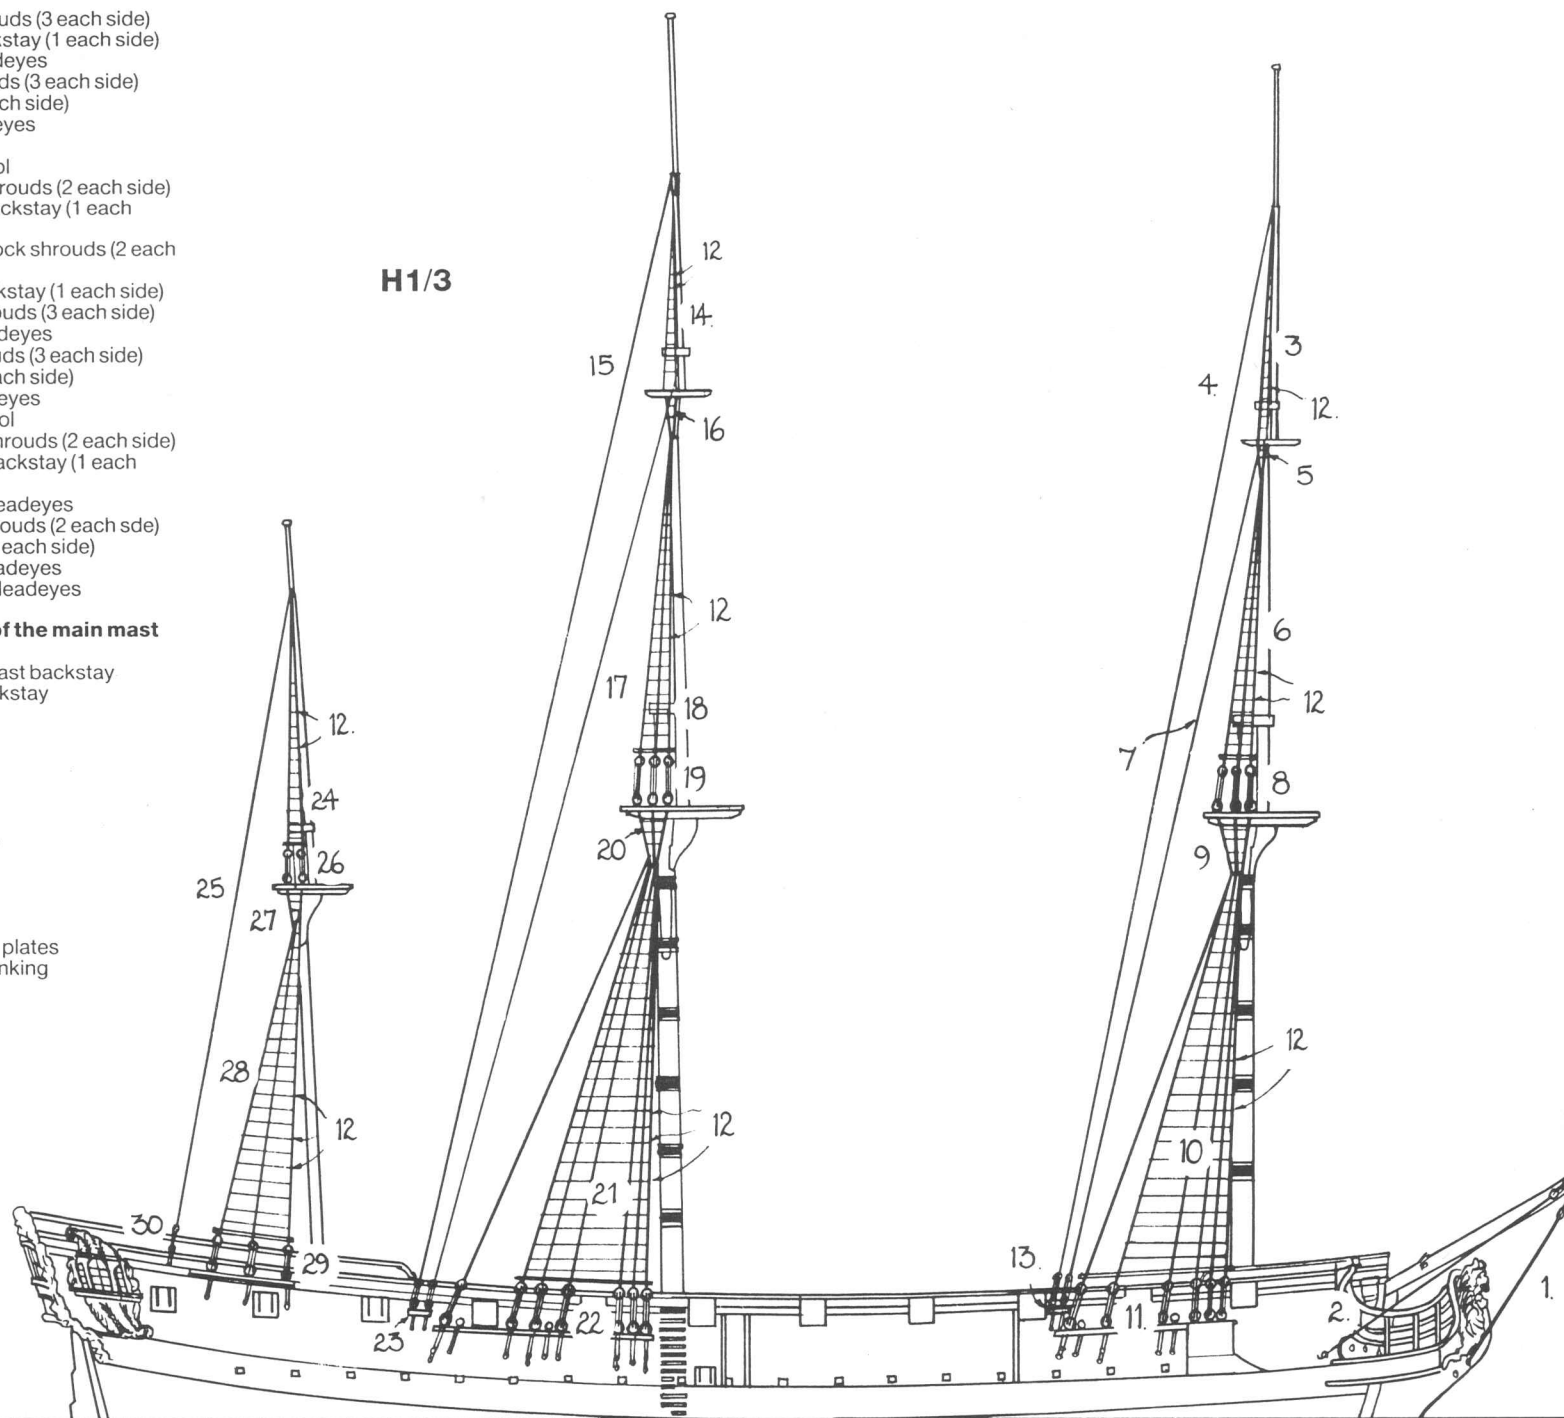 uds (3 each side)
kstay (1 each side)
deyes
ds (3 each side)
ch side)
eyes
ol
rouds (2 each side)
ckstay (1 each
ock shrouds (2 each
kstay (1 each side)
ouds (3 each side)
deyes
ds (3 each side)
ach side)
eyes
ol
hrouds (2 each side)
ackstay (1 each
eadeyes
ouds (2 each sde)
each side)
adeyes
deadeyes
of the main mast
ast backstay
kstay
plates
nking
H1/3
12
14.
15
16
12
17
18
19
20
12
21
22
23
12.
24
25
26
27
28
12
29
30
3
4.
12.
5
6
12
7
8
9
12
10
11.
13.
2.
1.